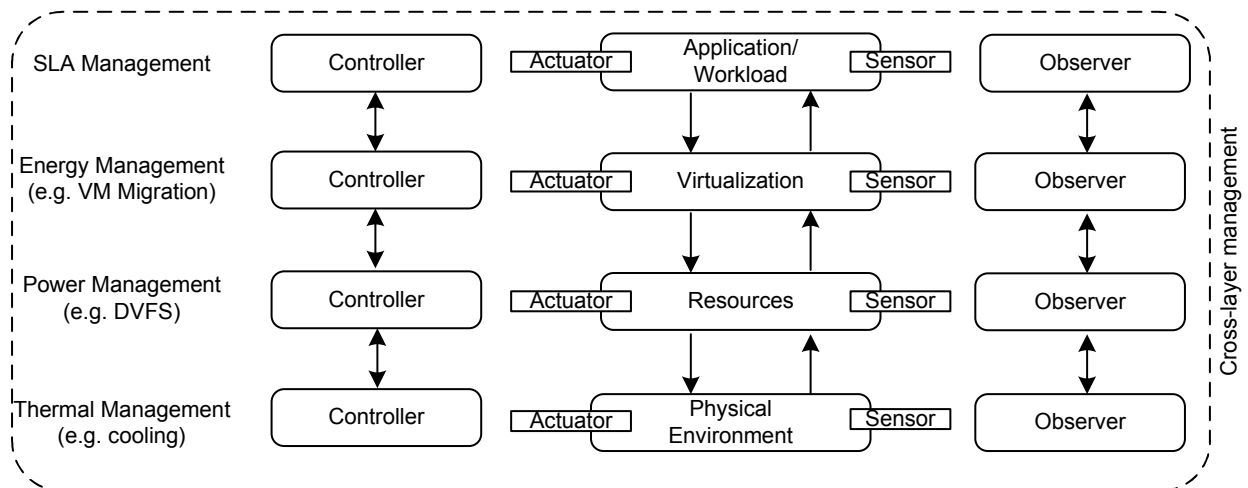 SLA Management
Controller
Actuator
Application/
Workload
Sensor
Observer
Energy Management
(e.g. VM Migration)
Controller
Actuator
Virtualization
Sensor
Observer
Power Management
(e.g. DVFS)
Controller
Actuator
Resources
Sensor
Observer
Thermal Management
(e.g. cooling)
Controller
Actuator
Physical
Environment
Sensor
Observer
Cross-layer management